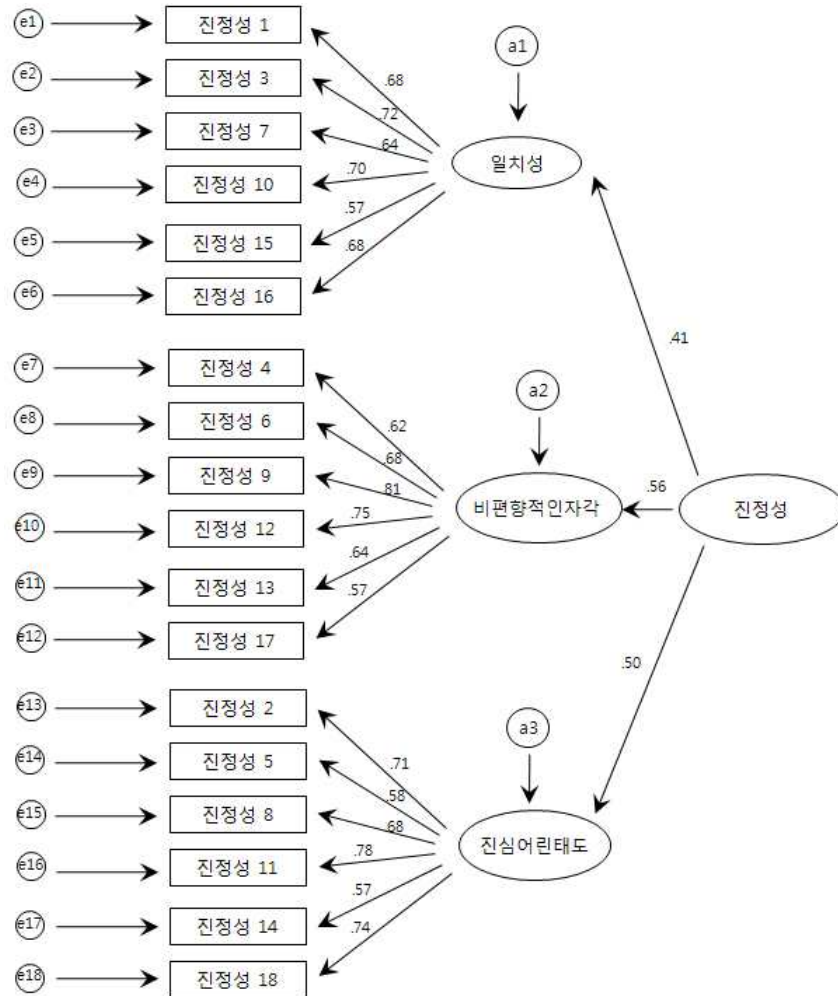 e1
진정성 1
a1
e2
진정성 3
.68
.72
e3
진정성 7
.64
일치성
e4
진정성 10
.70
.57
e5
진정성 15
.68
e6
진정성 16
.41
e7
진정성 4
a2
e8
진정성 6
.62
.68
e9
진정성 9
.81
.56
비편향적인자각
진정성
e10
진정성 12
.75
.64
e11
진정성 13
.57
e12
진정성 17
.50
e13
진정성 2
a3
e14
진정성 5
.71
.58
e15
진정성 8
.68
진심어린태도
e16
진정성 11
.78
.57
e17
진정성 14
.74
e18
진정성 18